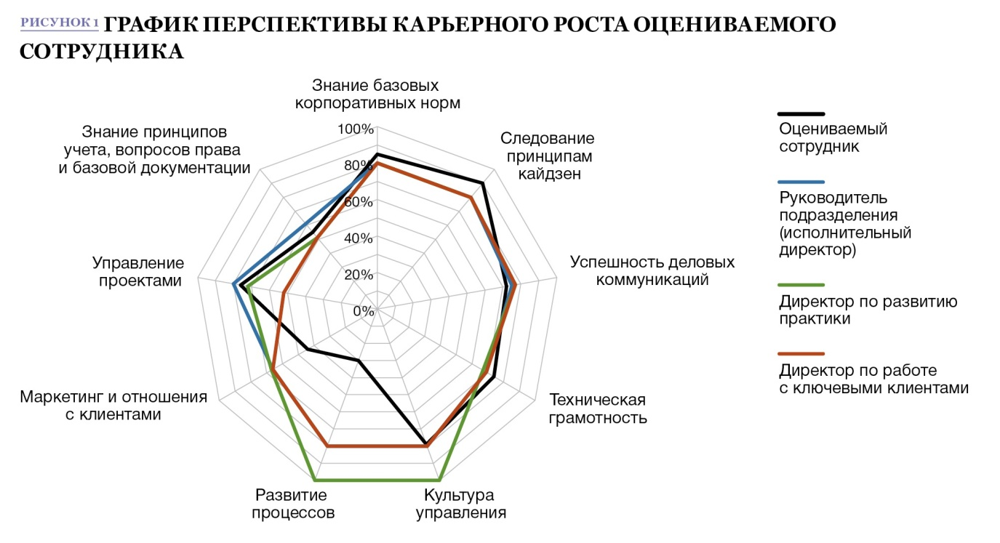 РИСУНОК 1 ГРАФИК ПЕРСПЕКТИВЫ КАРЬЕРНОГО РОСТА ОЦЕНИВАЕМОГО
СОТРУДНИКА
Знание базовых
корпоративных норм
Следование
принципам
кайдзен
Успешность деловых
коммуникаций
Техническая
грамотность
Культура
управления
Развитие
процессов
Маркетинг и отношения
с клиентами
Управление
проектами
Знание принципов
учета, вопросов права
и базовой документации
100%
80%
60%
40%
20%
0%
Оцениваемый
сотрудник
Руководитель
подразделения
(исполнительный
директор)
Директор по развитию
практики
Директор по работе
с ключевыми клиентами